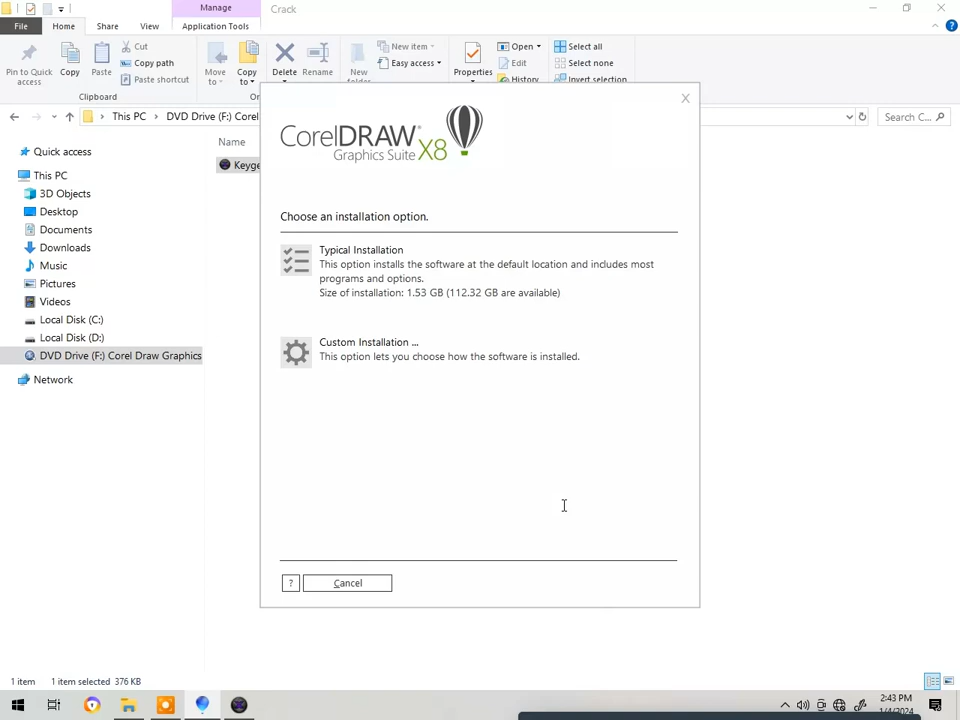 Manage
Crack
File
Home
Share
View
Application Tools
Pin to Quick access
Copy
Paste
Cut
Copy path
Paste shortcut
Clipboard
Move to
Copy to
Delete
Rename
New
New item
Easy access
Properties
Open
Edit
History
Select all
Select none
Invert selection
This PC
DVD Drive (F:) Corel
Search C...
Quick access
This PC
3D Objects
Desktop
Documents
Downloads
Music
Pictures
Videos
Local Disk (C:)
Local Disk (D:)
DVD Drive (F:) Corel Draw Graphics
Network
Name
Keyge
X
CorelDRAW®
Graphics Suite X8
Choose an installation option.
Typical Installation
This option installs the software at the default location and includes most
programs and options.
Size of installation: 1.53 GB (112.32 GB are available)
Custom Installation ...
This option lets you choose how the software is installed.
?
Cancel
1 item
1 item selected 376 KB
2:43 PM
1/4/2024